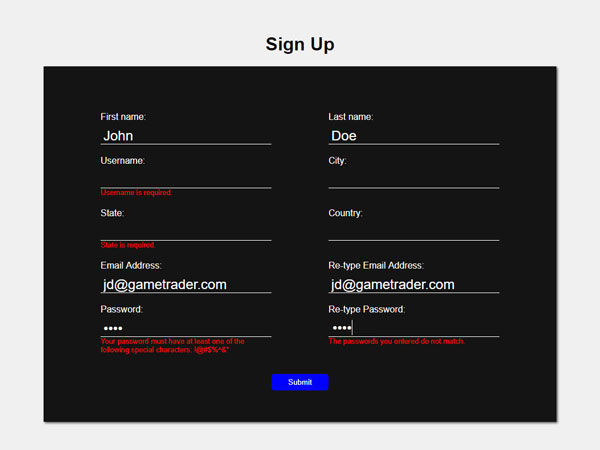 Sign Up
First name:
Last name:
John
Doe
Username:
City:
Username is required.
State:
Country:
State is required.
Email Address:
Re-type Email Address:
jd@gametrader.com
jd@gametrader.com
Password:
Re-type Password:
••••
••••
Your password must have at least one of the
The passwords you entered do not match.
following special characters. !@#$%^&*
Submit